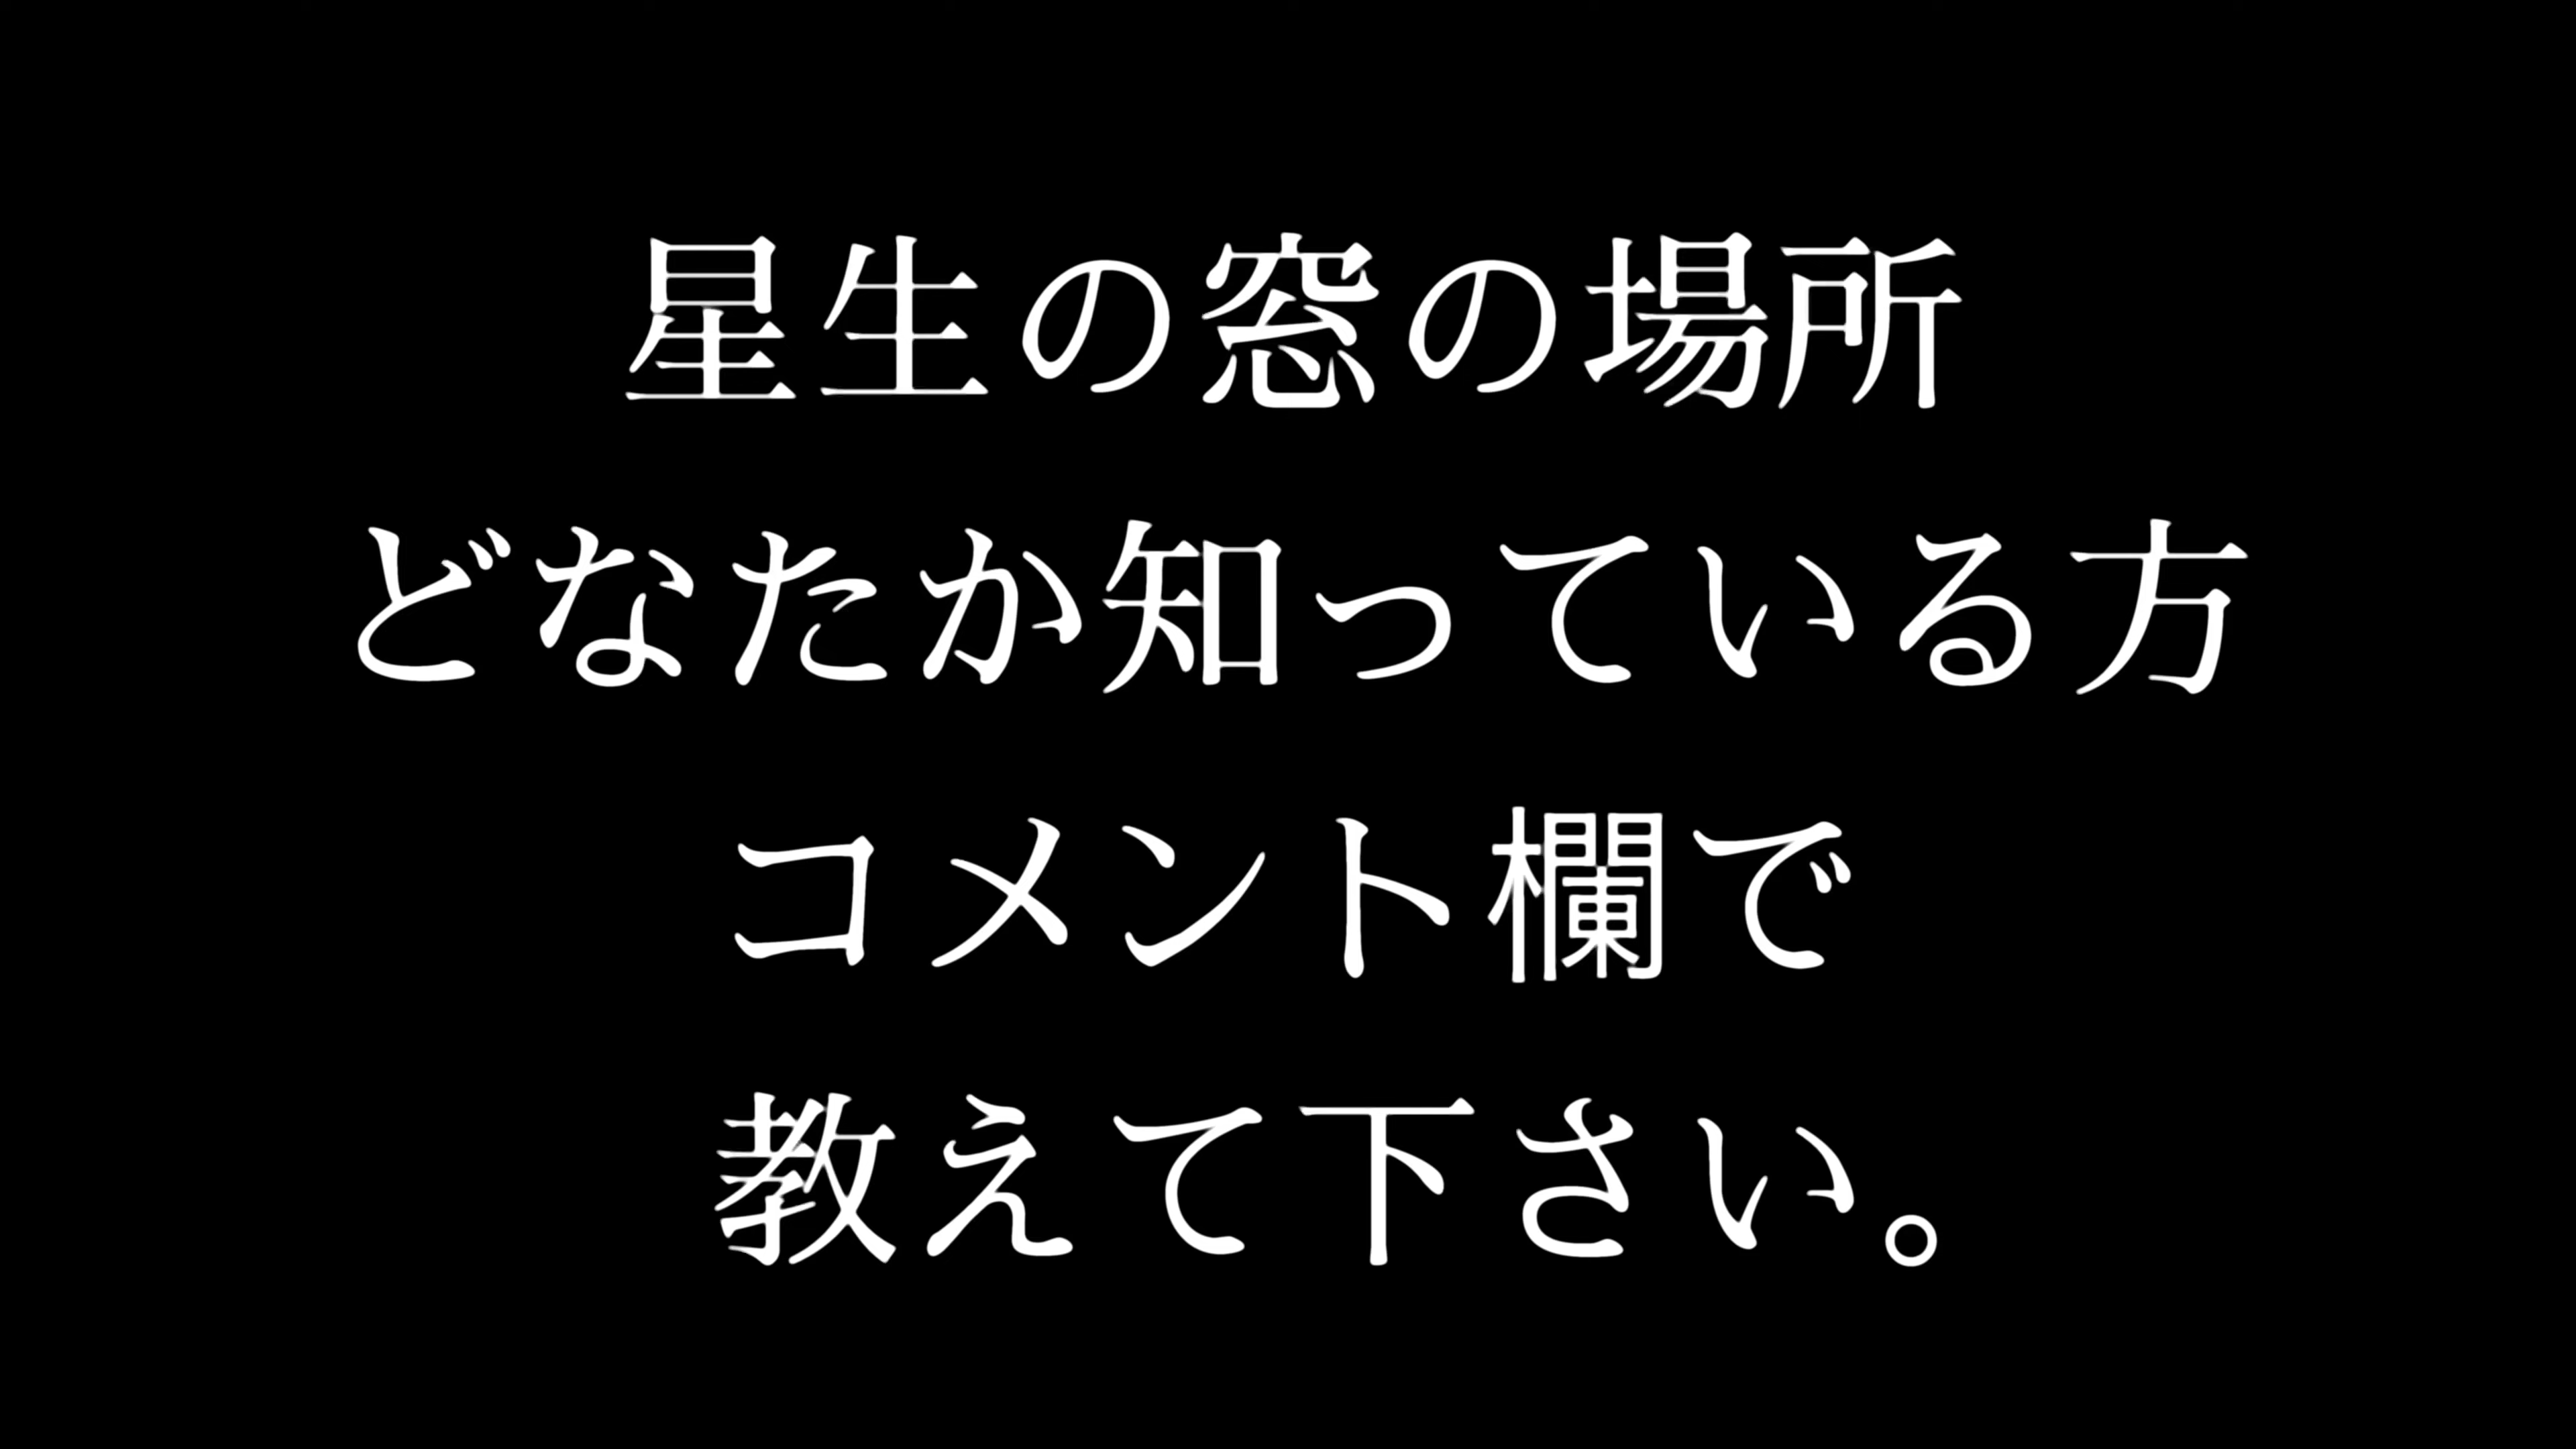 星生の窓の場所
どなたか知っている方
コメント欄で
教えて下さい。